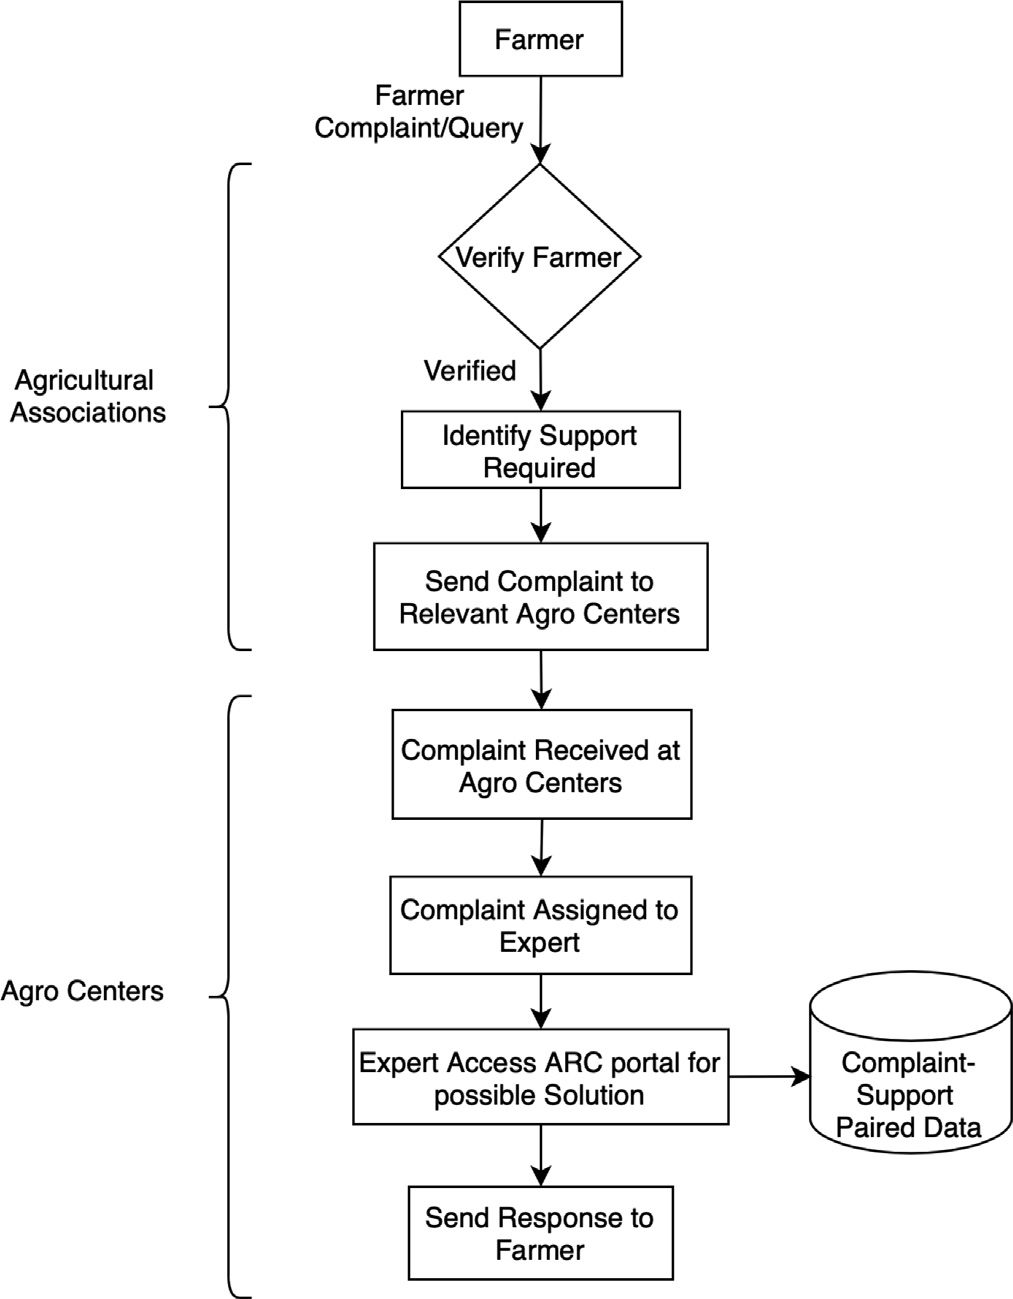 Farmer
Farmer
Complaint/Query
Verify Farmer
Verified
Agricultural
Associations
Identify Support
Required
Send Complaint to
Relevant Agro Centers
Complaint Received at
Agro Centers
Complaint Assigned to
Expert
Agro Centers
Expert Access ARC portal for
possible Solution
Complaint-
Support
Paired Data
Send Response to
Farmer